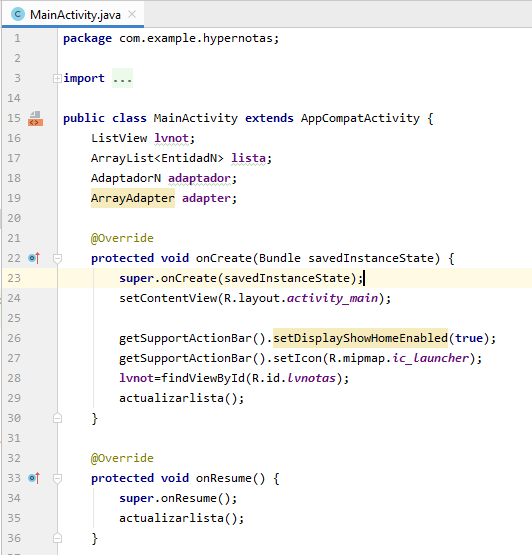 MainActivity.java
1 package com.example.hypernotas;
2
3 import ...
14
15 public class MainActivity extends AppCompatActivity {
16 ListView lvnot;
17 ArrayList<EntidadN> lista;
18 AdaptadorN adaptador;
19 ArrayAdapter adapter;
20
21 @Override
22 protected void onCreate(Bundle savedInstanceState) {
23 super.onCreate(savedInstanceState);
24 setContentView(R.layout.activity_main);
25
26 getSupportActionBar().setDisplayShowHomeEnabled(true);
27 getSupportActionBar().setIcon(R.mipmap.ic_launcher);
28 lvnot=findViewById(R.id.lvnotas);
29 actualizarlista();
30 }
31
32 @Override
33 protected void onResume() {
34 super.onResume();
35 actualizarlista();
36 }